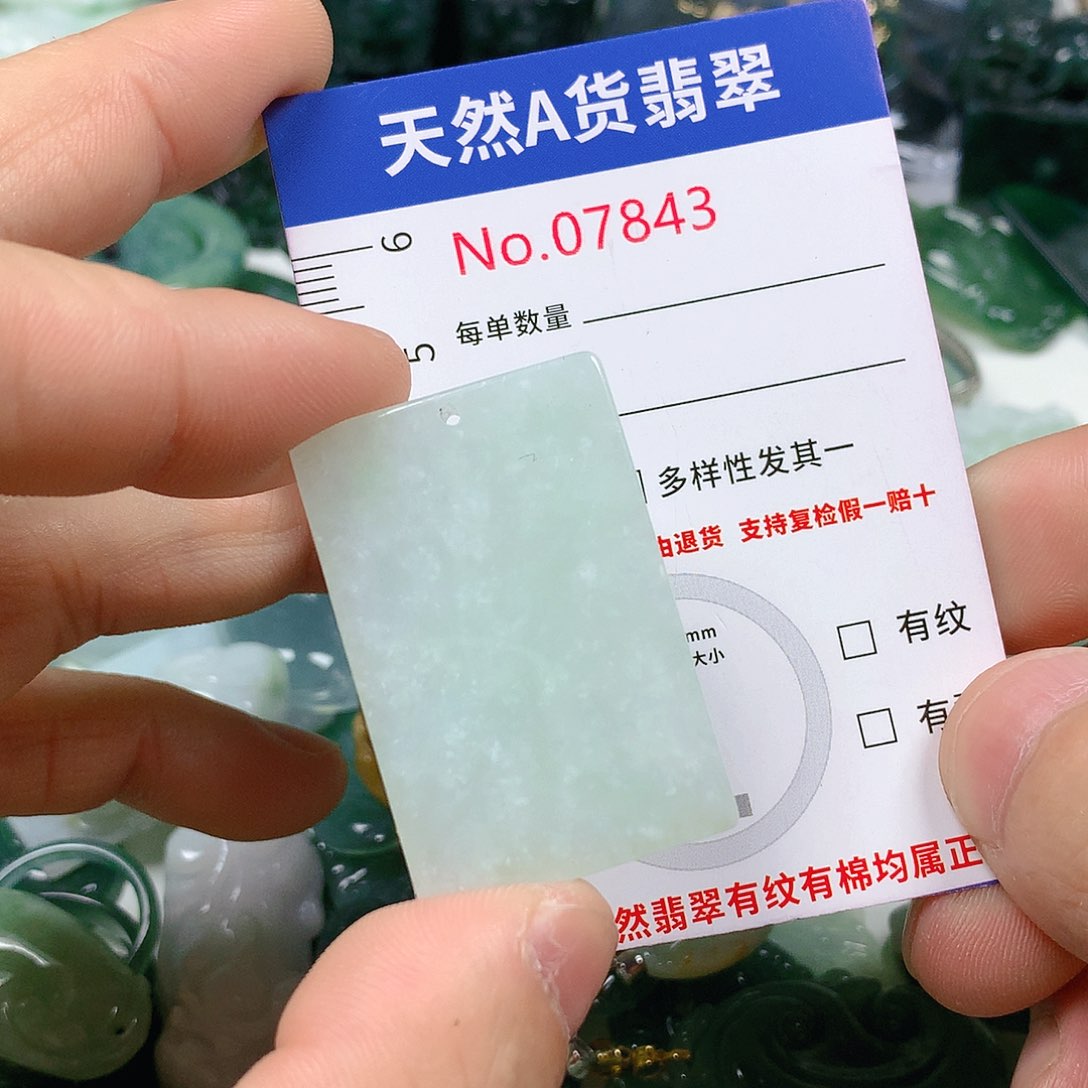 天然A货翡翠
No.07843
6
每单数量
5
多样性发其一
由退货 支持复检假一赔十
mm
大小
有纹
有
然翡翠有纹有棉均属正